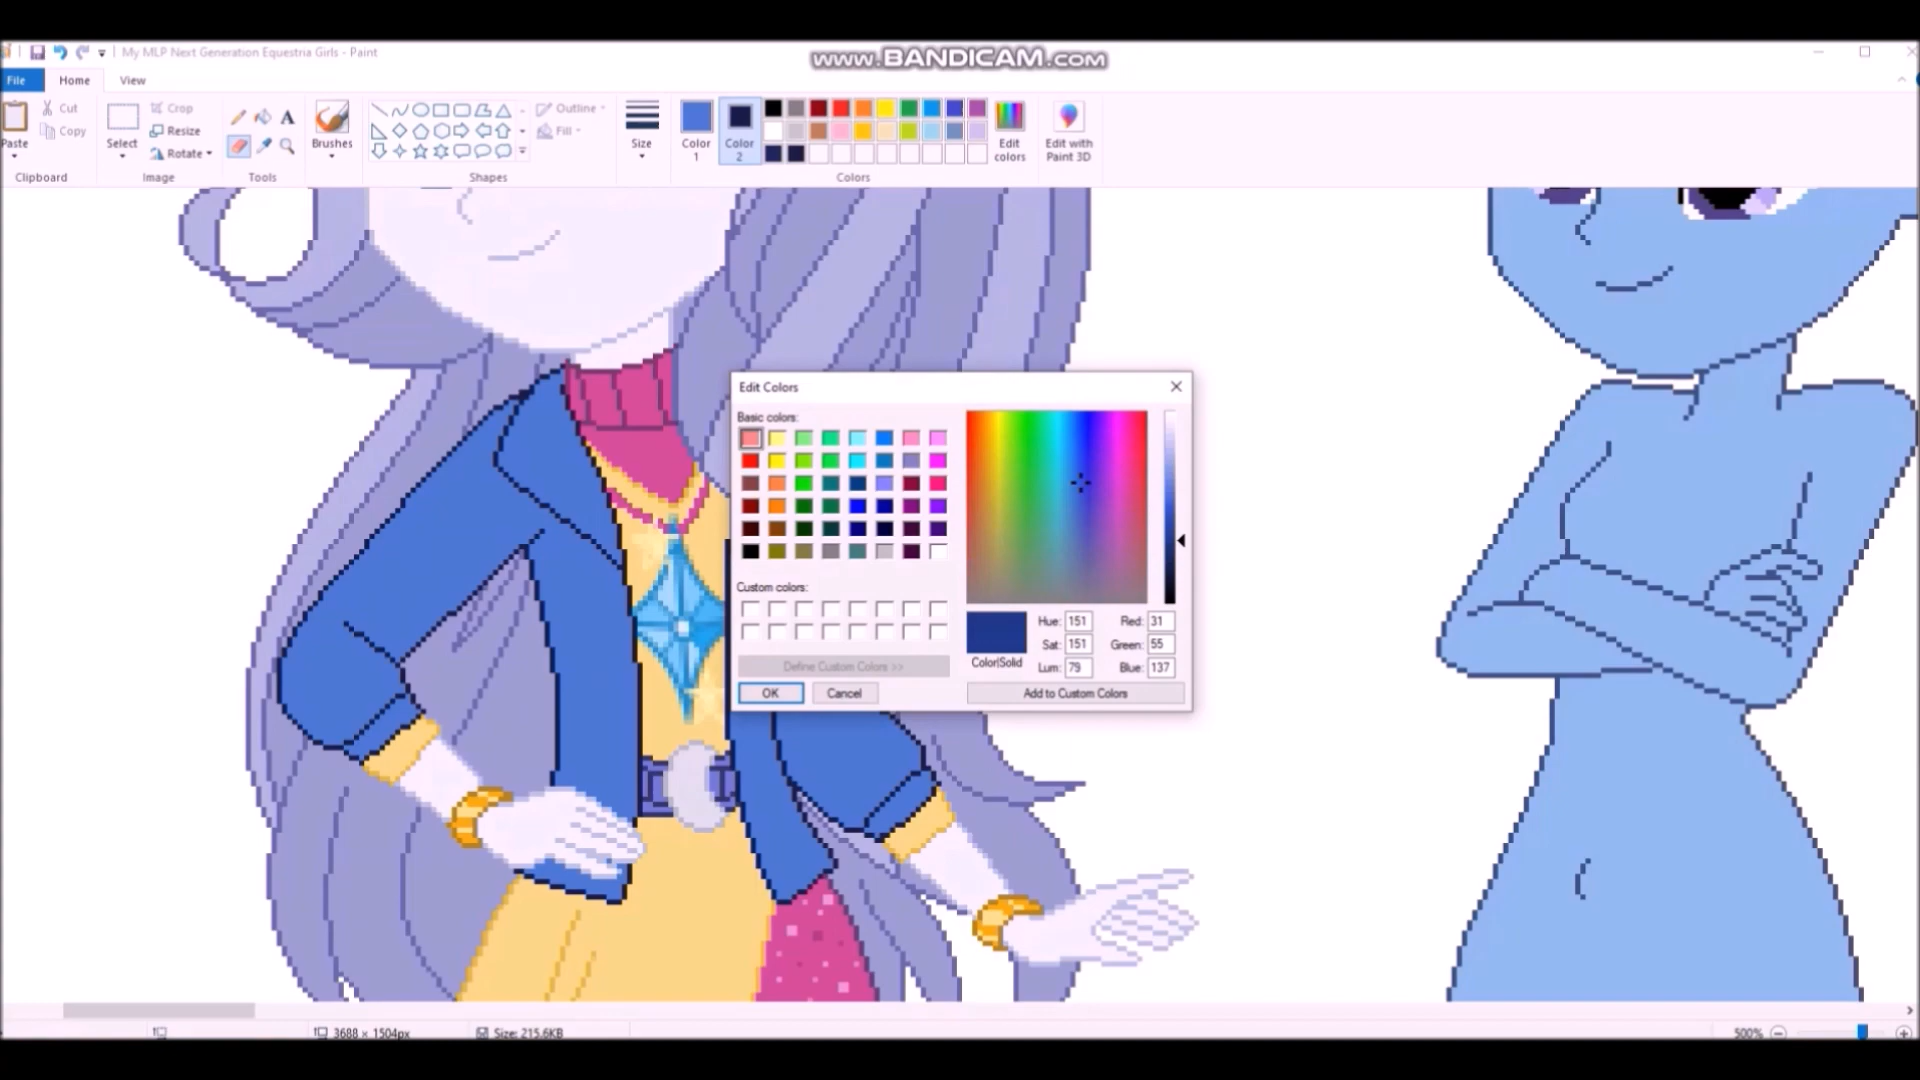 My MLP Next Generation Equestria Girls - Paint
www.BANDICAM.com
File Home View
Paste
Cut
Copy
Clipboard
Select
Crop
Resize
Rotate
Image
A
Tools
Brushes
Outline
Fill
Shapes
Size
Color 1
Color 2
Edit colors
Colors
Edit with Paint 3D
Edit Colors
Basic colors:
Custom colors:
Define Custom Colors >>
OK Cancel
Color|Solid
Hue: 151 Red: 31
Sat: 151 Green: 55
Lum: 79 Blue: 137
Add to Custom Colors
3688 × 1504px Size: 215.6KB 500%